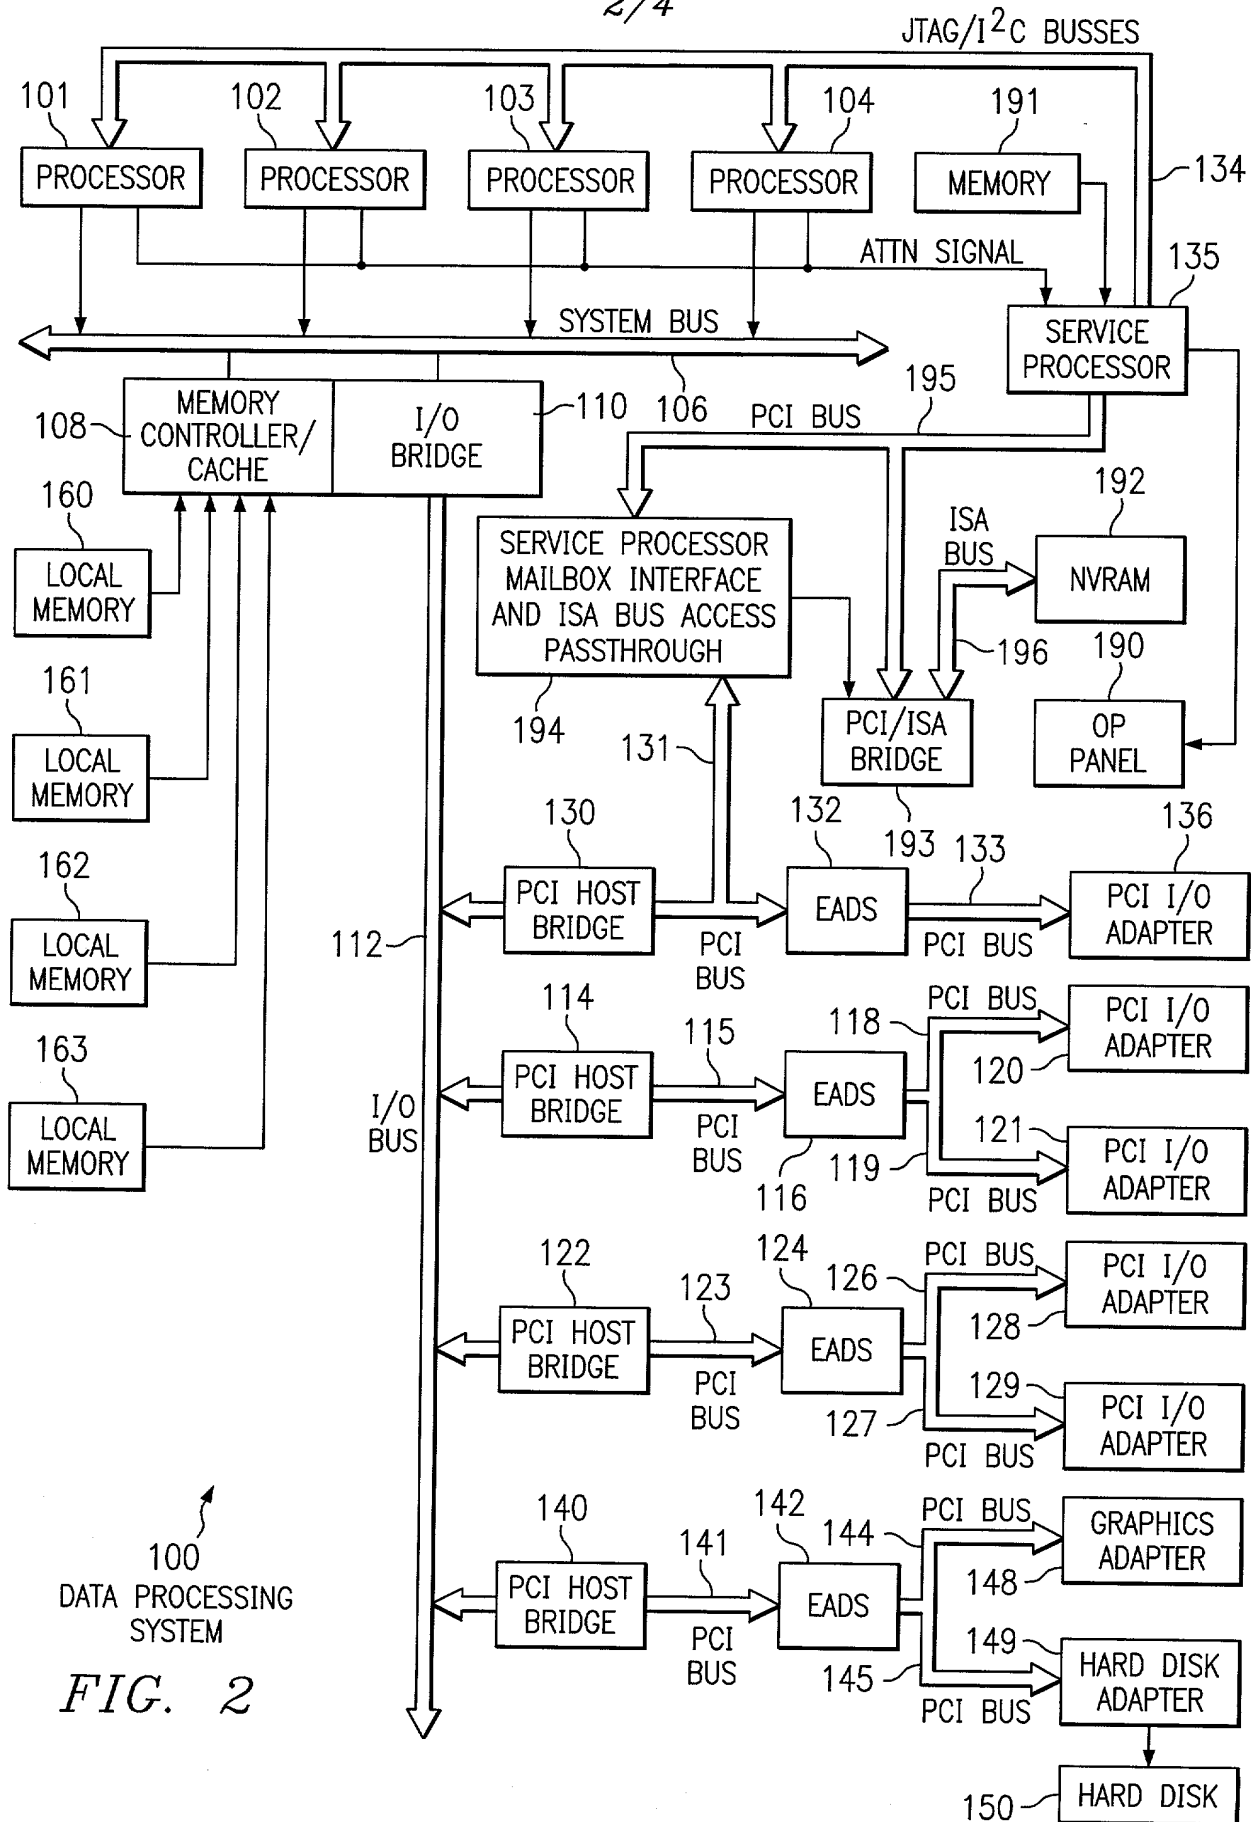 2/4
JTAG/I²C BUSSES
101
102
103
104
191
PROCESSOR
PROCESSOR
PROCESSOR
PROCESSOR
MEMORY
134
ATTN SIGNAL
135
SYSTEM BUS
SERVICE
PROCESSOR
106
195
PCI BUS
108
MEMORY
CONTROLLER/
CACHE
I/O
BRIDGE
110
160
LOCAL
MEMORY
SERVICE PROCESSOR
MAILBOX INTERFACE
AND ISA BUS ACCESS
PASSTHROUGH
194
ISA
BUS
192
NVRAM
196
190
OP
PANEL
161
LOCAL
MEMORY
131
PCI/ISA
BRIDGE
193
162
LOCAL
MEMORY
112
130
PCI HOST
BRIDGE
PCI
BUS
132
EADS
133
PCI BUS
136
PCI I/O
ADAPTER
163
LOCAL
MEMORY
I/O
BUS
114
PCI HOST
BRIDGE
115
PCI
BUS
EADS
116
118
PCI BUS
PCI I/O
ADAPTER
120
119
PCI BUS
121
PCI I/O
ADAPTER
122
PCI HOST
BRIDGE
123
PCI
BUS
124
EADS
126
PCI BUS
PCI I/O
ADAPTER
128
127
PCI BUS
129
PCI I/O
ADAPTER
140
PCI HOST
BRIDGE
141
PCI
BUS
142
EADS
144
PCI BUS
GRAPHICS
ADAPTER
148
145
PCI BUS
149
HARD DISK
ADAPTER
150
HARD DISK
100
DATA PROCESSING
SYSTEM
FIG. 2